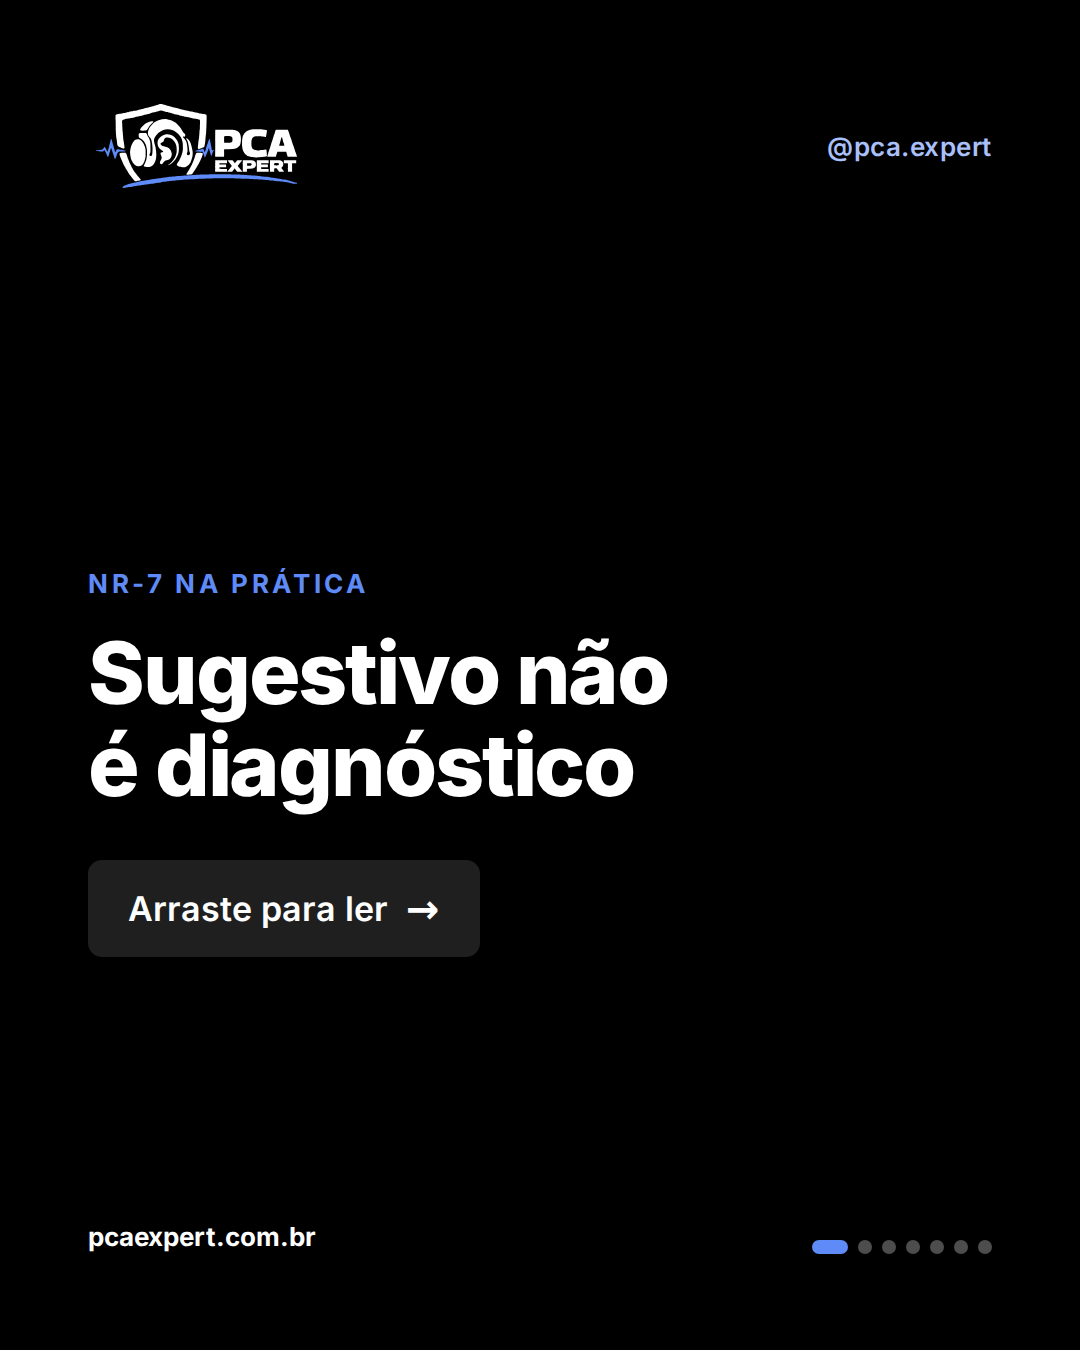 PCA
EXPERT
@pca.expert
NR-7 NA PRÁTICA
Sugestivo não
é diagnóstico
Arraste para ler →
pcaexpert.com.br